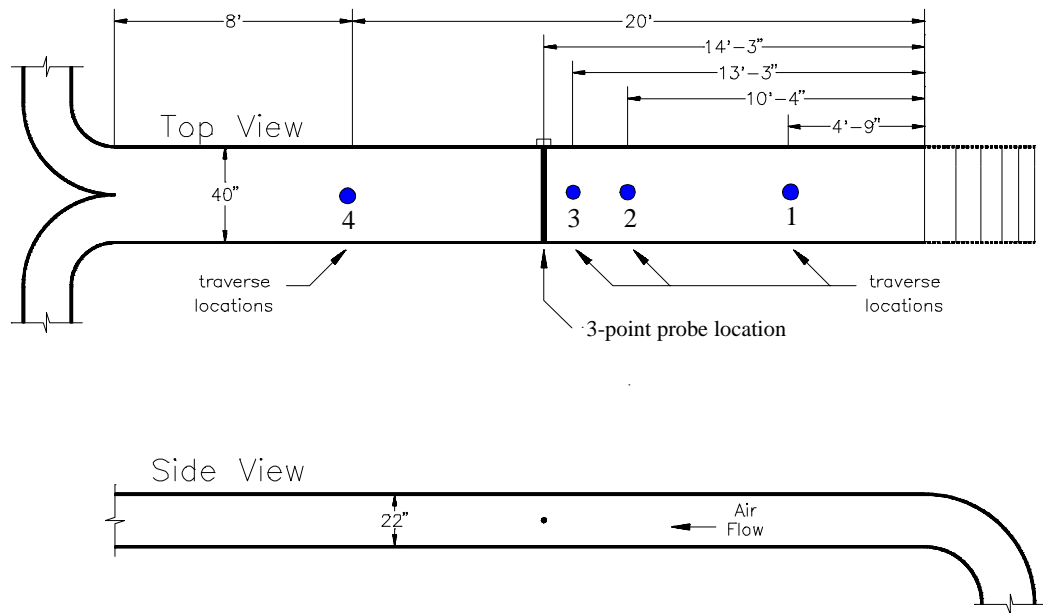 8'
20'
14'-3"
13'-3"
10'-4"
4'-9"
Top View
40"
4
3
2
1
traverse
locations
traverse
locations
3-point probe location
Side View
22"
Air
Flow